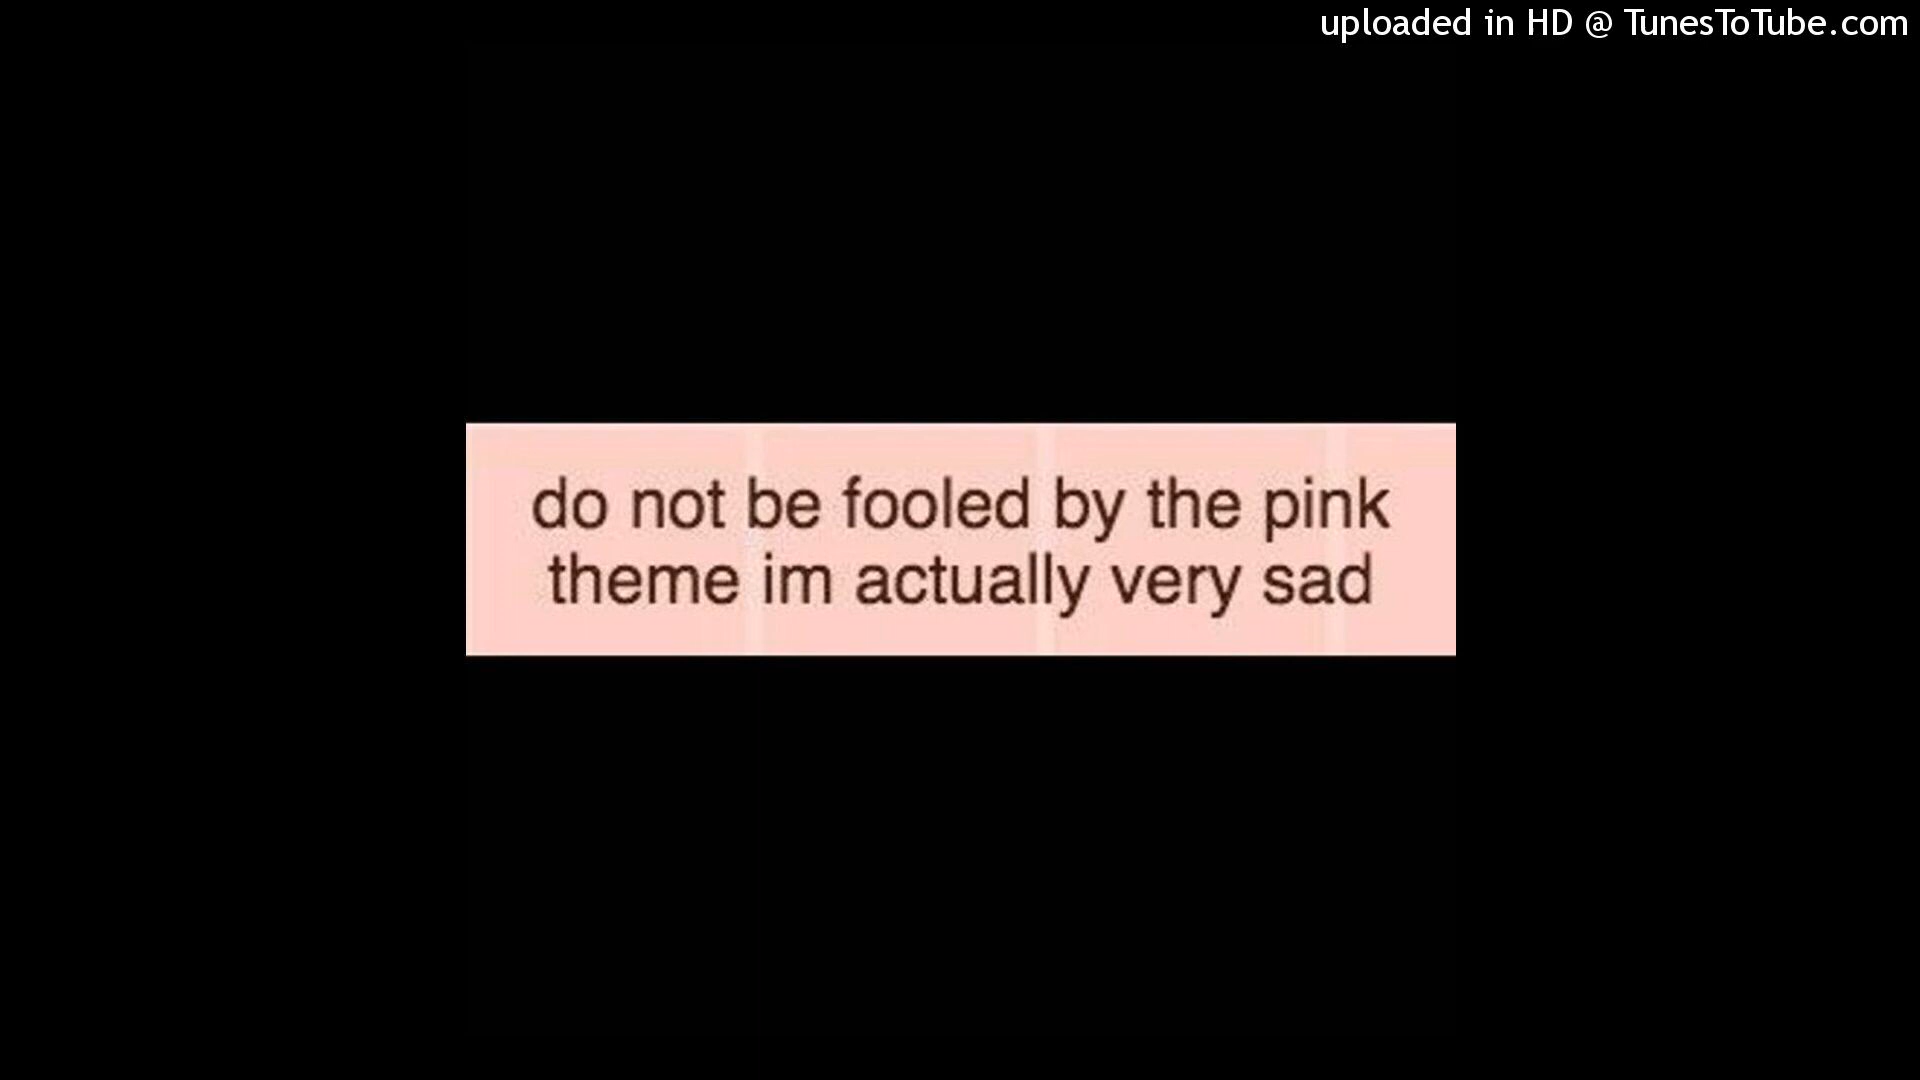 uploaded in HD @ TunesToTube.com
do not be fooled by the pink
theme im actually very sad